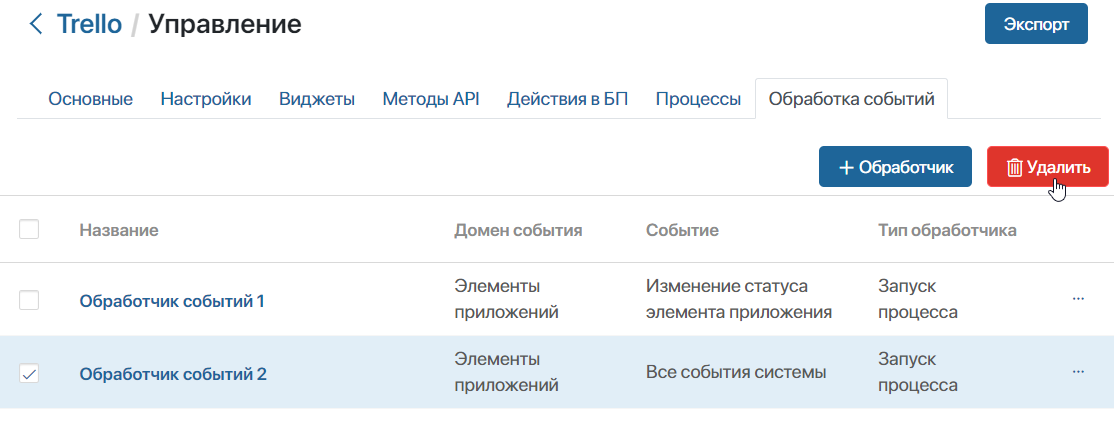 Trello / Управление
Экспорт
Основные Настройки Виджеты Методы API Действия в БП Процессы Обработка событий
+ Обработчик Удалить
Название Домен события Событие Тип обработчика
Обработчик событий 1 Элементы приложений Изменение статуса элемента приложения Запуск процесса ...
Обработчик событий 2 Элементы приложений Все события системы Запуск процесса ...